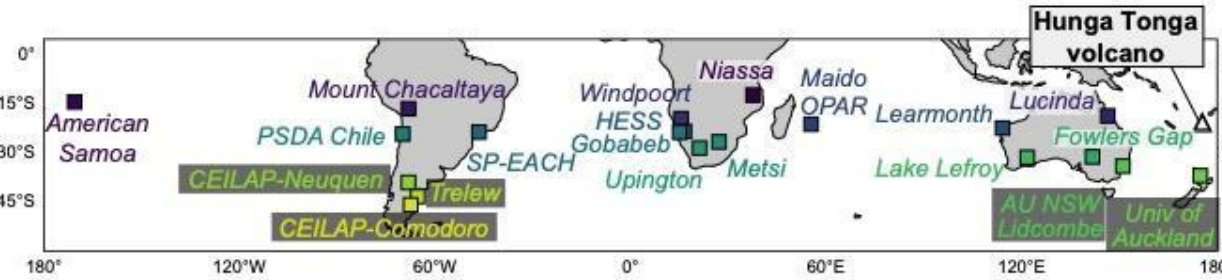 Hunga Tonga
volcano
0°
Niassa
Maido
OPAR
Mount Chacaltaya
Windpoort
15°S
Lucinda
Learmonth
American
Samoa
PSDA Chile
HESS
Gobabeb
Fowlers Gap
SP-EACH
30°S
Metsi
Lake Lefroy
CEILAP-Neuquen
Upington
Trelew
45°S
AU NSW
Lidcombe
Univ of
Auckland
CEILAP-Comodoro
180°
120°W
60°W
0°
60°E
120°E
180